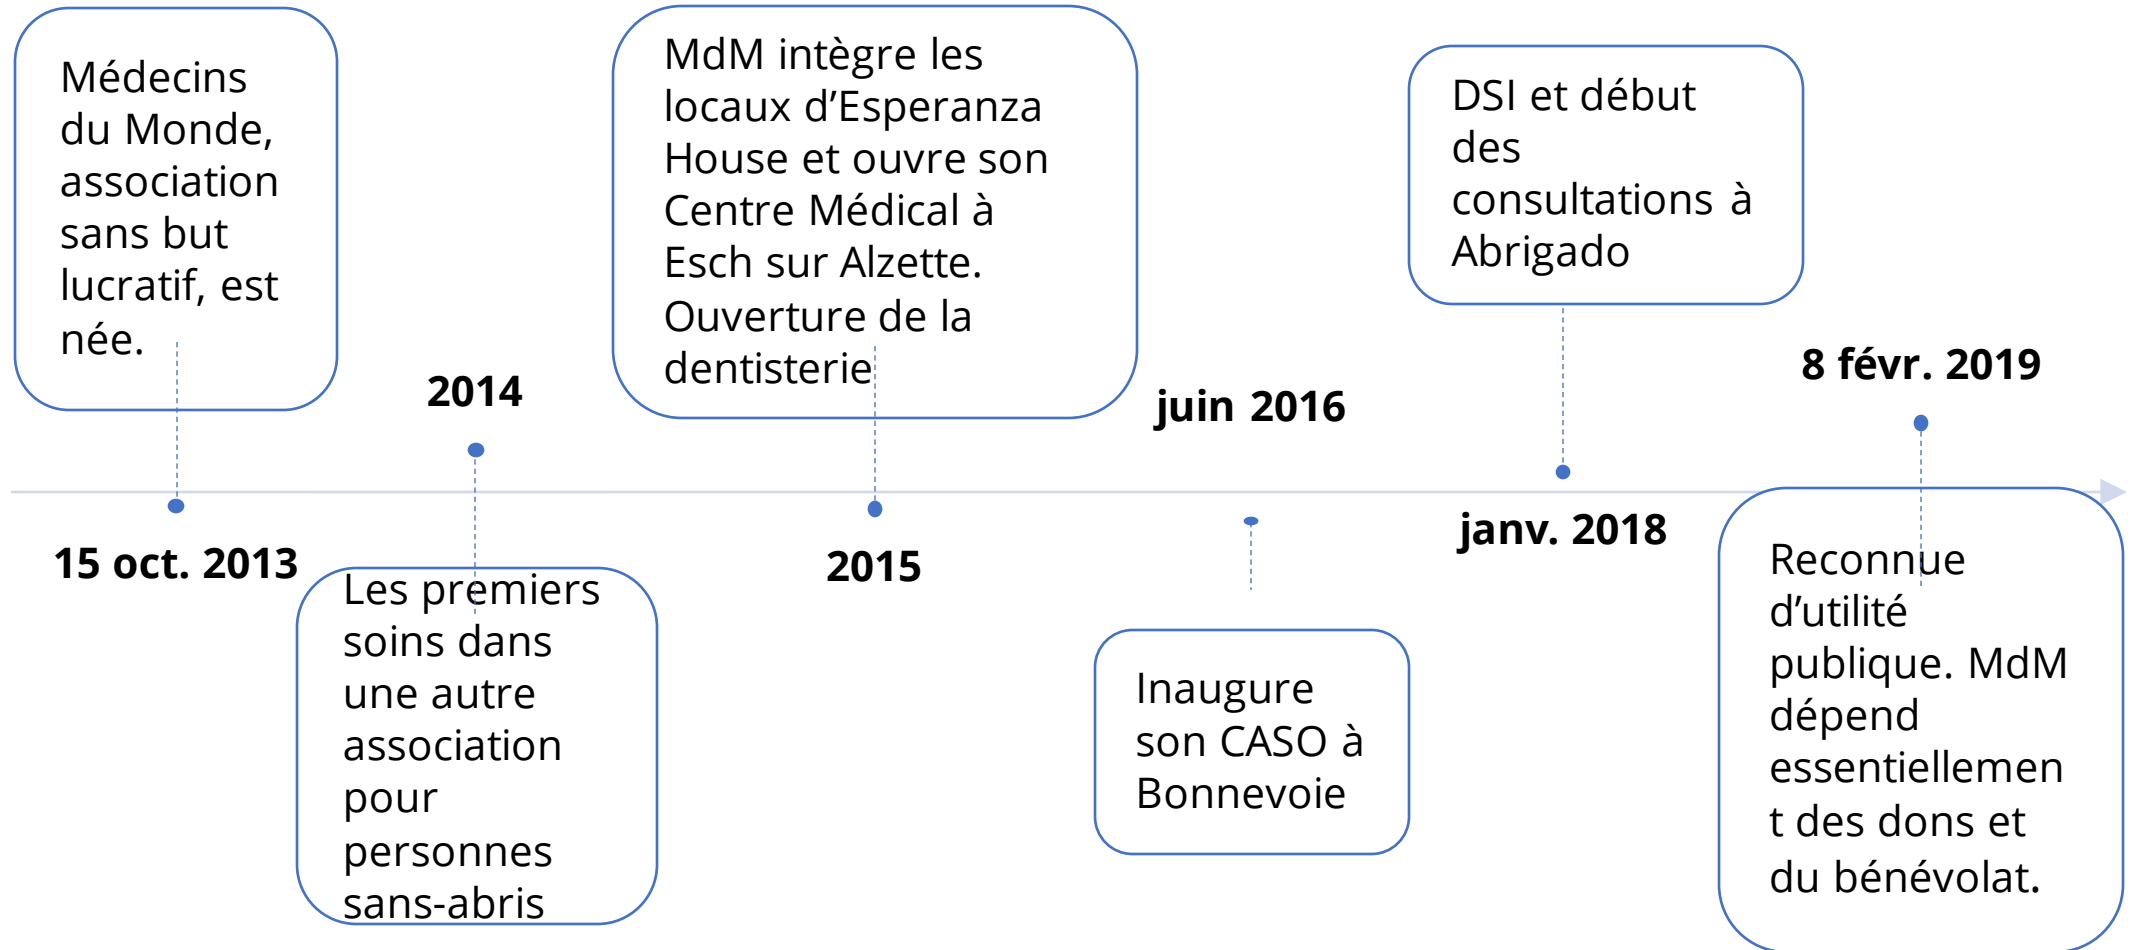 Médecins
du Monde,
association
sans but
lucratif, est
née.
15 oct. 2013
2014
Les premiers
soins dans
une autre
association
pour
personnes
sans-abris
MdM intègre les
locaux d’Esperanza
House et ouvre son
Centre Médical à
Esch sur Alzette.
Ouverture de la
dentisterie
2015
juin 2016
Inaugure
son CASO à
Bonnevoie
DSI et début
des
consultations à
Abrigado
janv. 2018
8 févr. 2019
Reconnue
d’utilité
publique. MdM
dépend
essentiellemen
t des dons et
du bénévolat.